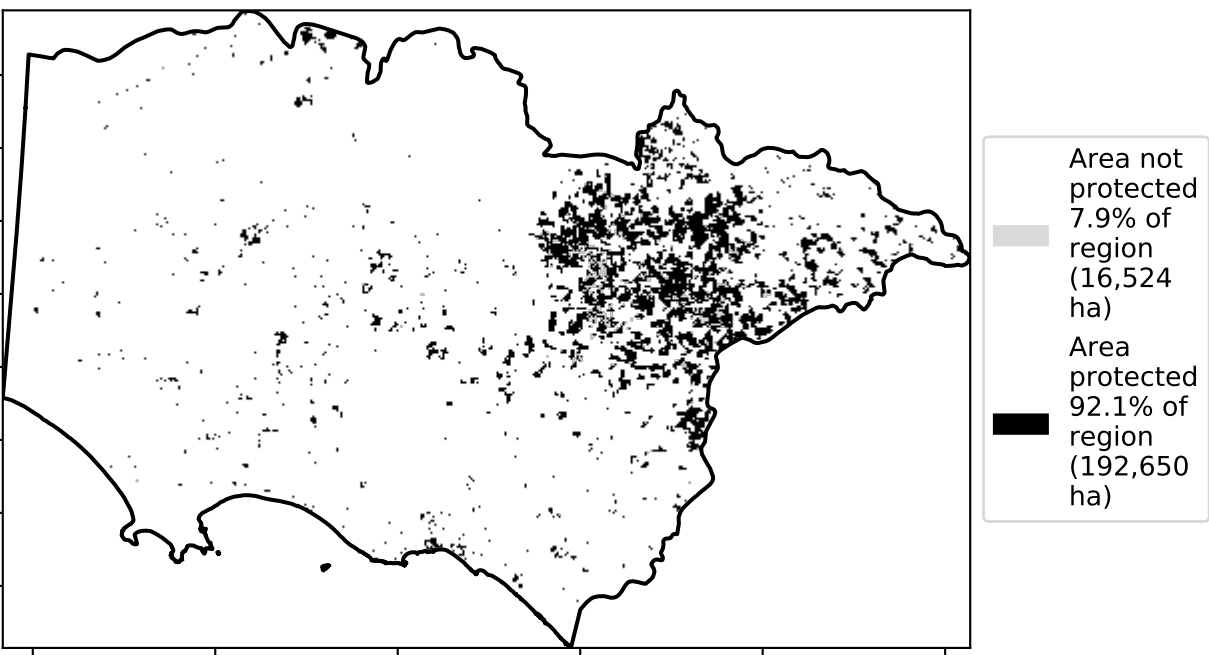 Area not
protected
7.9% of
region
(16,524
ha)
Area
protected
92.1% of
region
(192,650
ha)